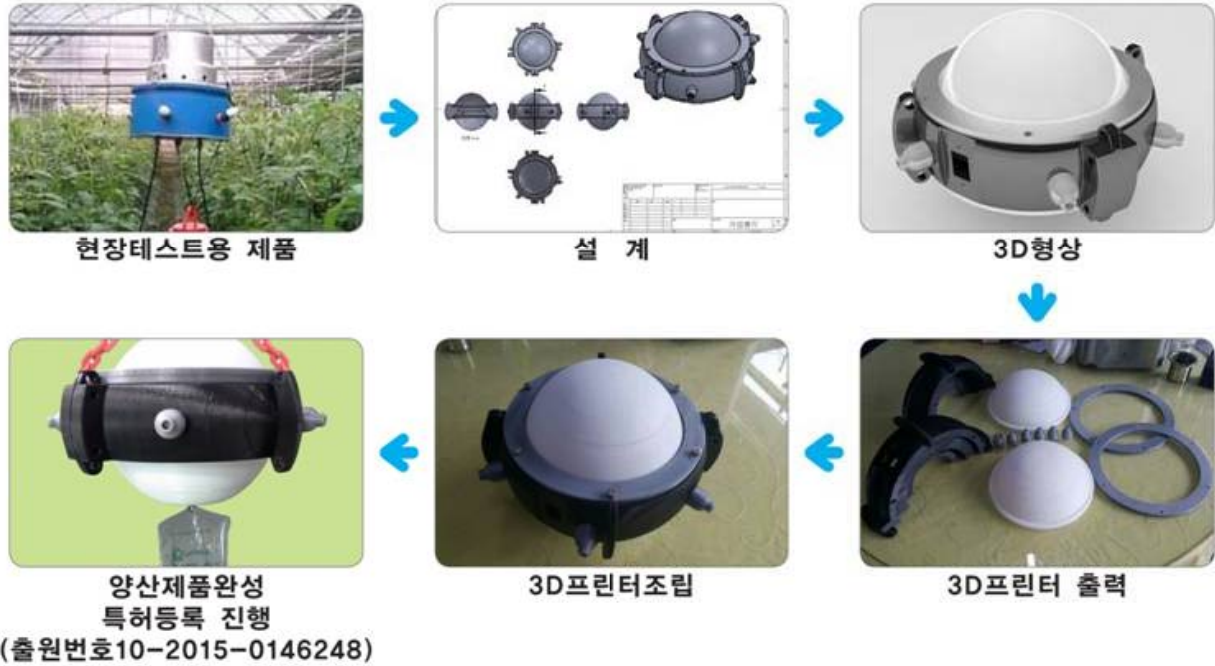 현장테스트용 제품
설 계
3D형상
3D프린터 출력
3D프린터조립
양산제품완성
특허등록 진행
(출원번호10-2015-0146248)